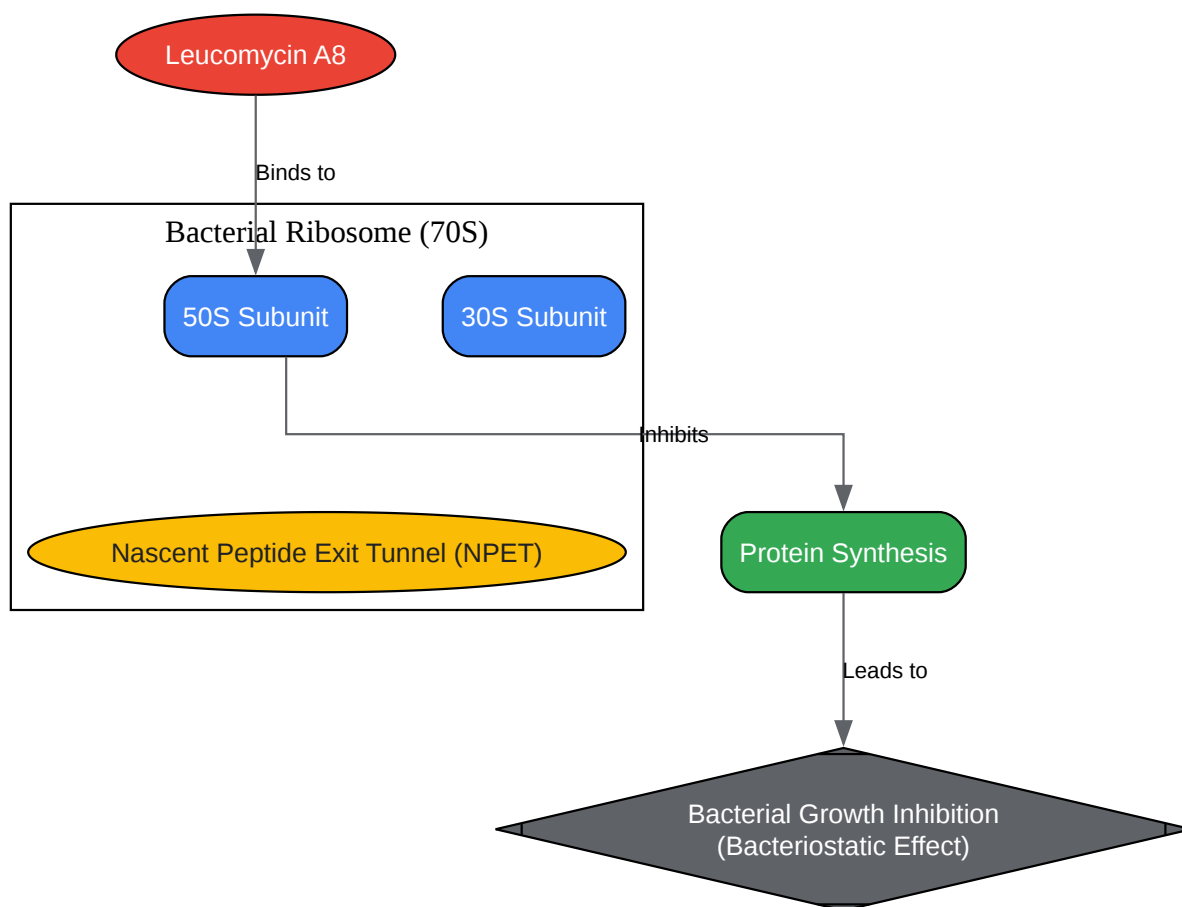 Leucomycin A8
Binds to
Bacterial Ribosome (70S)
50S Subunit
30S Subunit
Inhibits
Nascent Peptide Exit Tunnel (NPET)
Protein Synthesis
Leads to
Bacterial Growth Inhibition
(Bacteriostatic Effect)